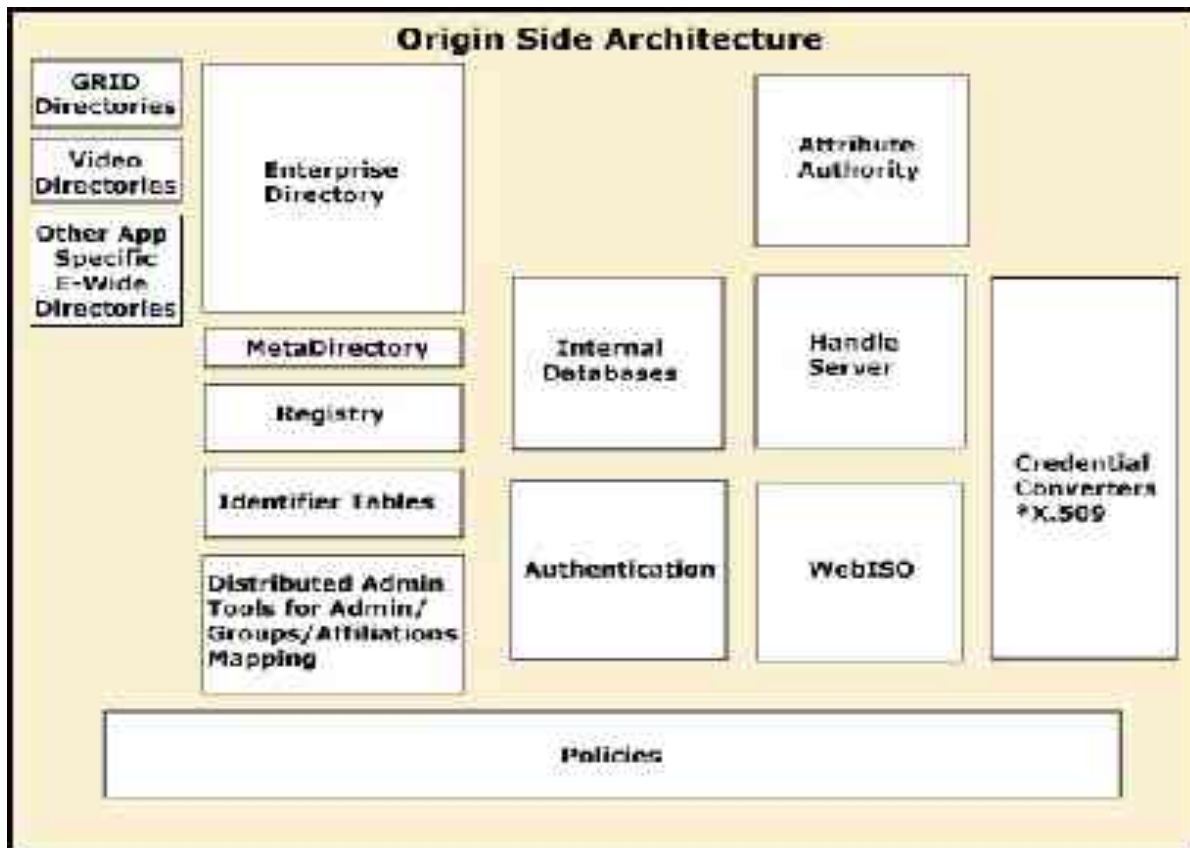 Origin Side Architecture
GRID
Directories
Video
Directories
Other App
Specific
E-Wide
Directories
Enterprise
Directory
MetaDirectory
Registry
Identifier Tables
Distributed Admin
Tools for Admin/
Groups/Affiliations
Mapping
Internal
Databases
Authentication
Attribute
Authority
Handle
Server
WebISO
Credential
Converters
*X.509
Policies